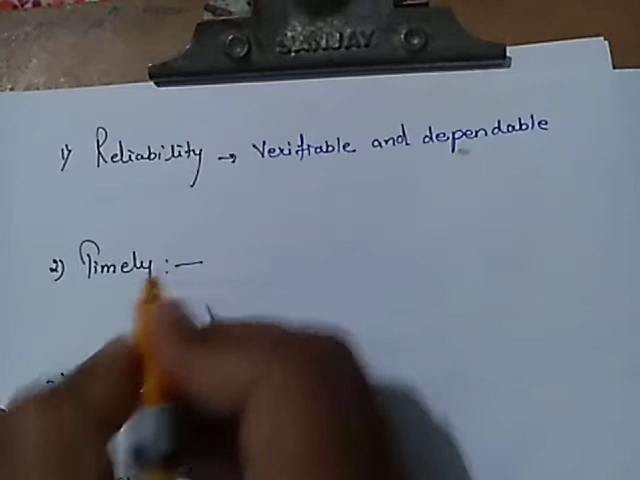 SANJAY
1) Reliability → Verifiable and dependable
2) Timely :—